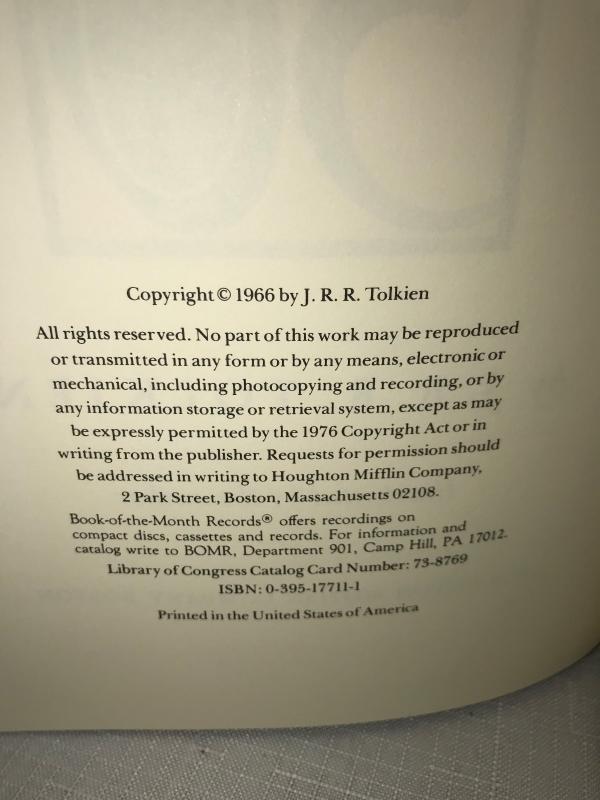 Copyright © 1966 by J. R. R. Tolkien
All rights reserved. No part of this work may be reproduced
or transmitted in any form or by any means, electronic or
mechanical, including photocopying and recording, or by
any information storage or retrieval system, except as may
be expressly permitted by the 1976 Copyright Act or in
writing from the publisher. Requests for permission should
be addressed in writing to Houghton Mifflin Company,
2 Park Street, Boston, Massachusetts 02108.
Book-of-the-Month Records® offers recordings on
compact discs, cassettes and records. For information and
catalog write to BOMR, Department 901, Camp Hill, PA 17012.
Library of Congress Catalog Card Number: 73-8769
ISBN: 0-395-17711-1
Printed in the United States of America